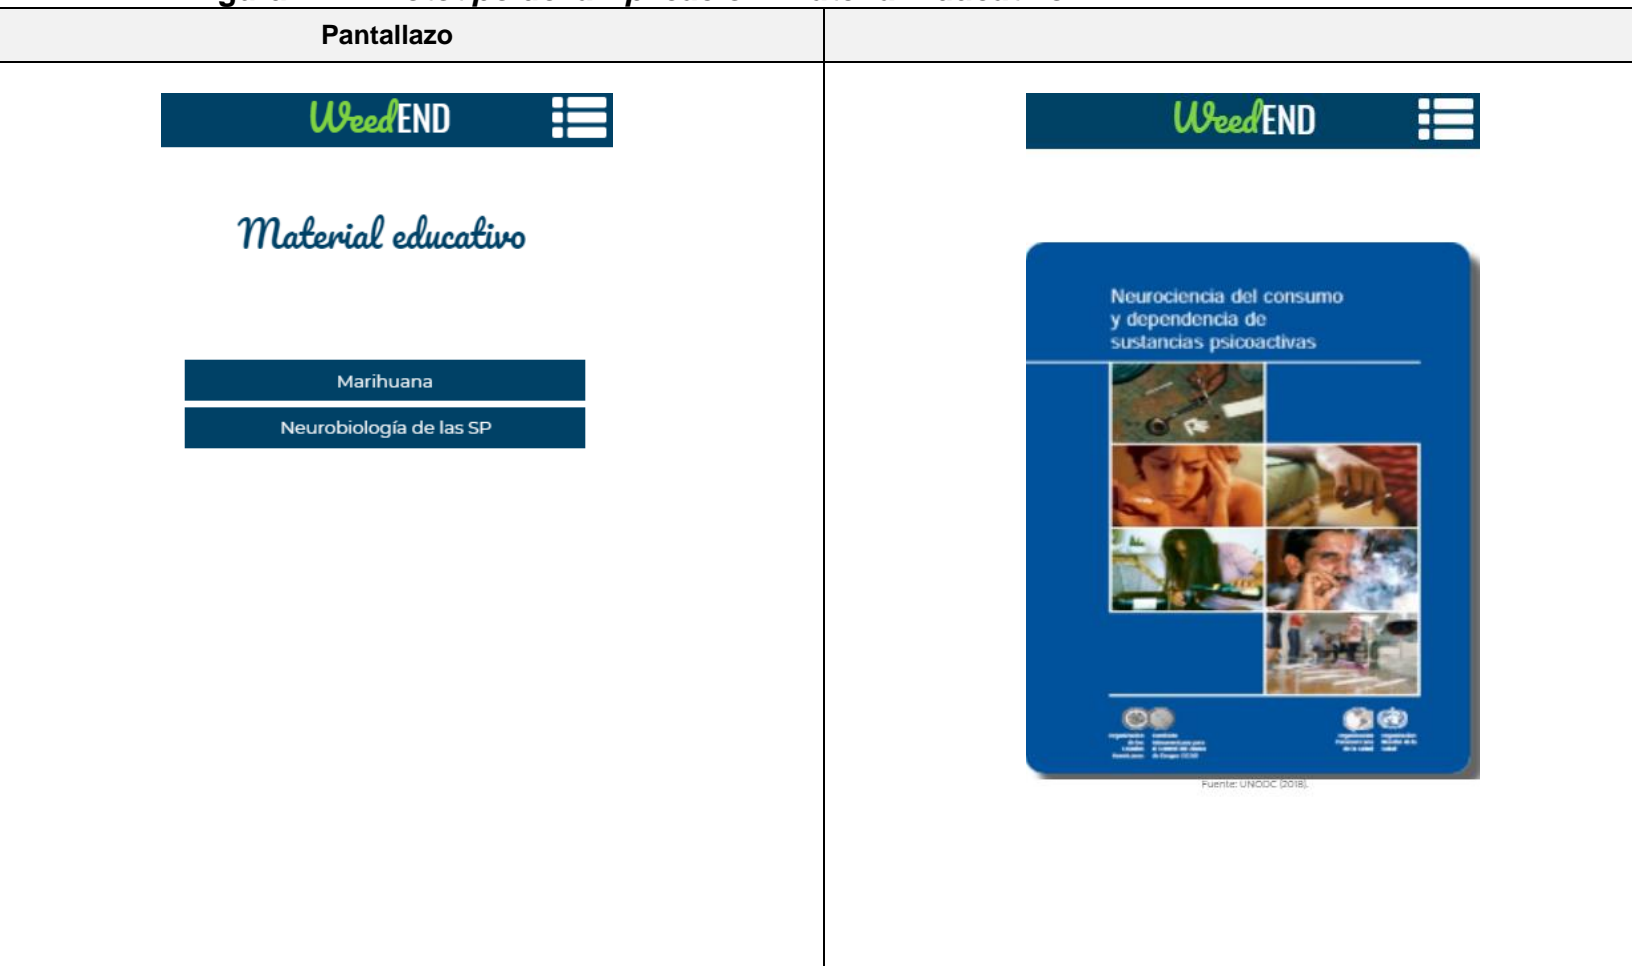 Pantallazo
WeedEND
Material educativo
Marihuana
Neurobiología de las SP
WeedEND
Neurociencia del consumo
y dependencia de
sustancias psicoactivas
Fuente: UNODC (2018).